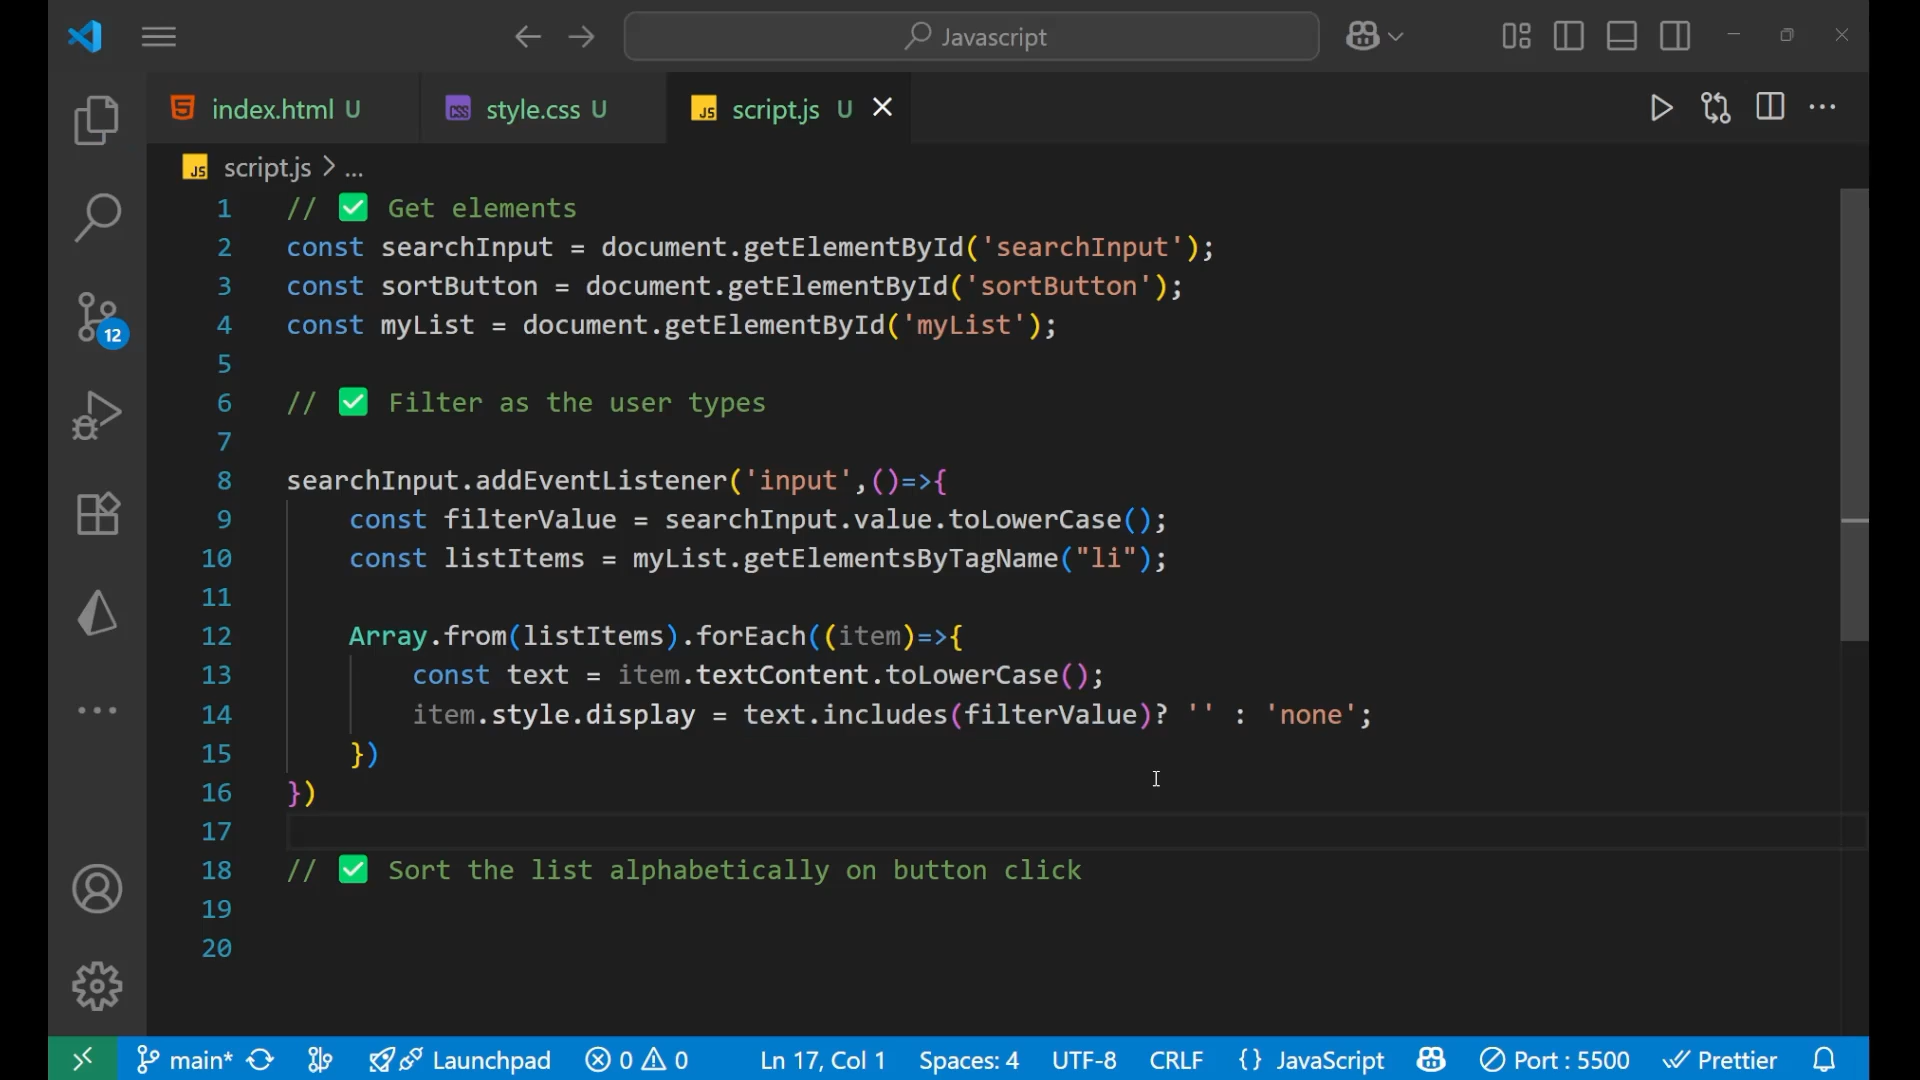 Javascript
index.html U
style.css U
script.js U
script.js > ...
1 // ✅ Get elements
2 const searchInput = document.getElementById('searchInput');
3 const sortButton = document.getElementById('sortButton');
4 const myList = document.getElementById('myList');
5
6 // ✅ Filter as the user types
7
8 searchInput.addEventListener('input',()=>{
9     const filterValue = searchInput.value.toLowerCase();
10     const listItems = myList.getElementsByTagName("li");
11
12     Array.from(listItems).forEach((item)=>{
13         const text = item.textContent.toLowerCase();
14         item.style.display = text.includes(filterValue)? '' : 'none';
15     })
16 })
17
18 // ✅ Sort the list alphabetically on button click
19
20
12
main* Launchpad 0 0 Ln 17, Col 1 Spaces: 4 UTF-8 CRLF {} JavaScript Port : 5500 Prettier